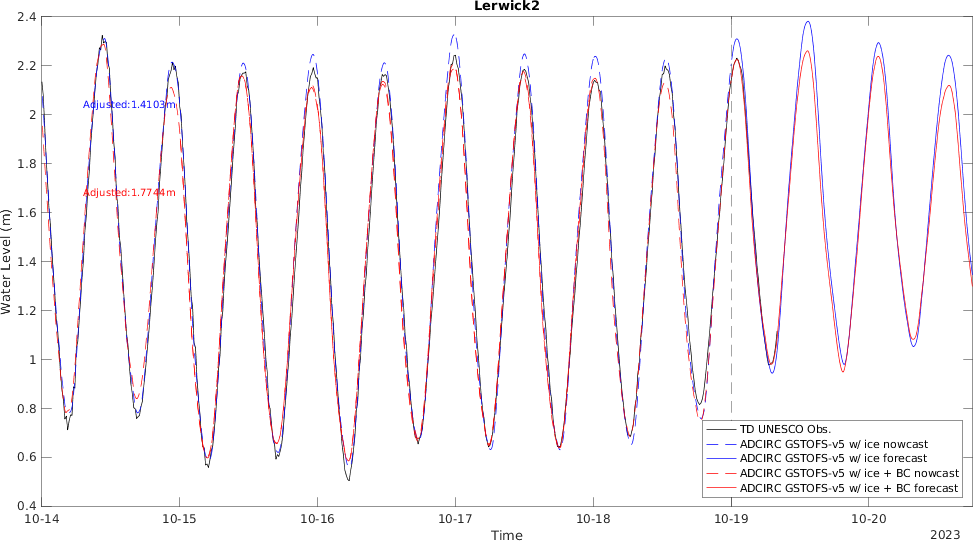 Lerwick2
2.4
2.2
2
1.8
1.6
1.4
1.2
1
0.8
0.6
0.4
Water Level (m)
Adjusted:1.4103m
Adjusted:1.7744m
TD UNESCO Obs.
ADCIRC GSTOFS-v5 w/ ice nowcast
ADCIRC GSTOFS-v5 w/ ice forecast
ADCIRC GSTOFS-v5 w/ ice + BC nowcast
ADCIRC GSTOFS-v5 w/ ice + BC forecast
10-14 10-15 10-16 10-17 10-18 10-19 10-20
Time
2023